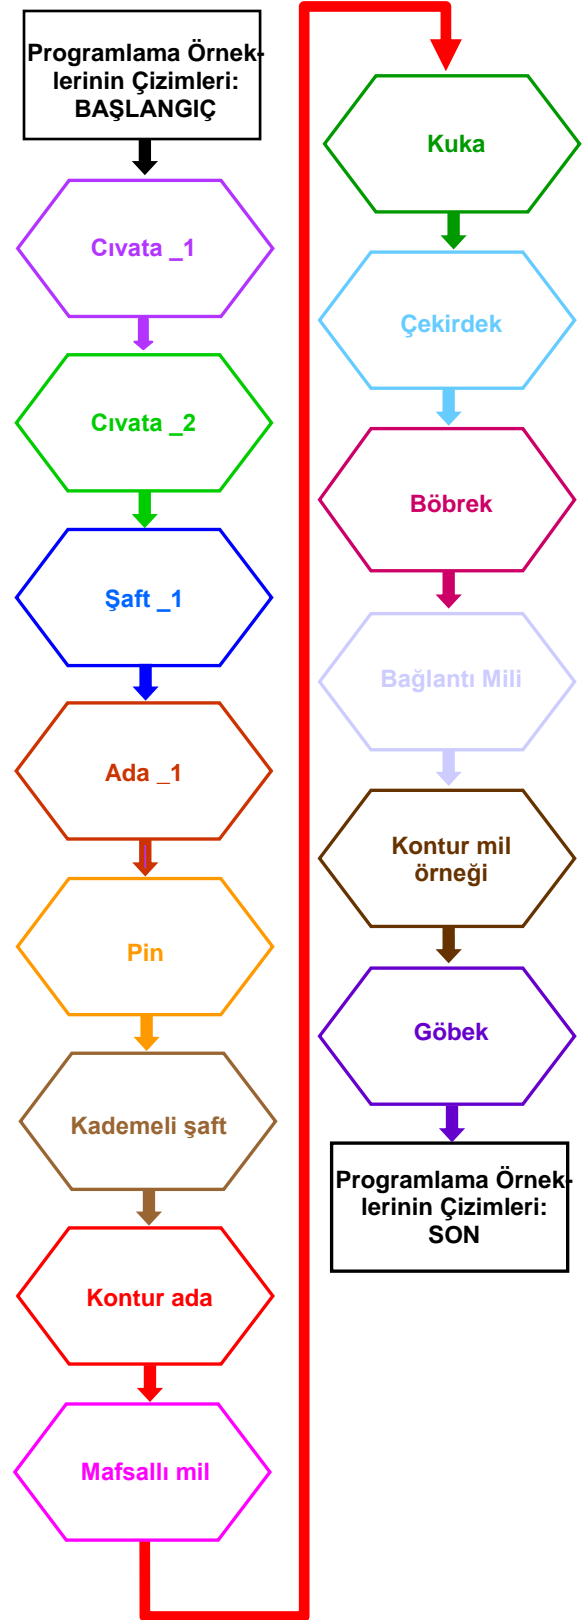 Programlama Örnek-
lerinin Çizimleri:
BAŞLANGIÇ
Cıvata _1
Cıvata _2
Şaft _1
Ada _1
Pin
Kademeli şaft
Kontur ada
Mafsallı mil
Kuka
Çekirdek
Böbrek
Bağlantı Mili
Kontur mil
örneği
Göbek
Programlama Örnek-
lerinin Çizimleri:
SON